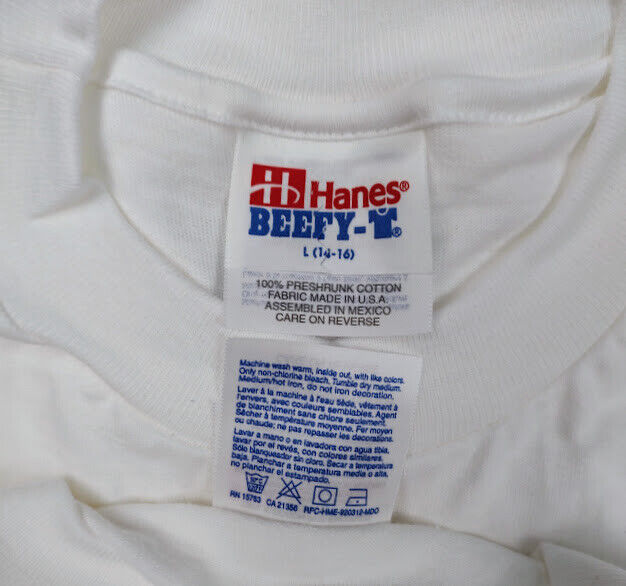 Hanes®
BEEFY-T®
L (14-16)
100% PRESHRUNK COTTON
FABRIC MADE IN U.S.A
ASSEMBLED IN MEXICO
CARE ON REVERSE
Machine wash warm, inside out, with like colors.
Only non-chlorine bleach. Tumble dry medium.
Medium/hot iron, do not iron decoration.
Laver à la machine à l'eau tiède, vêtement à
l'envers, avec couleurs semblables. Agent
de blanchiment sans chlore seulement.
Sécher à température moyenne. Fer moyen
ou chaude; ne pas repasser les decorations.
Lavar a mano o en lavadora con agua tibia,
lavar por el revés, con colores similares.
Sólo blanqueador sin cloro. Secar a temperatura
baja. Planchar a temperatura media o alta,
no planchar el estampado.
RN 15763 CA 21356 RPC-HME-920312-MDO